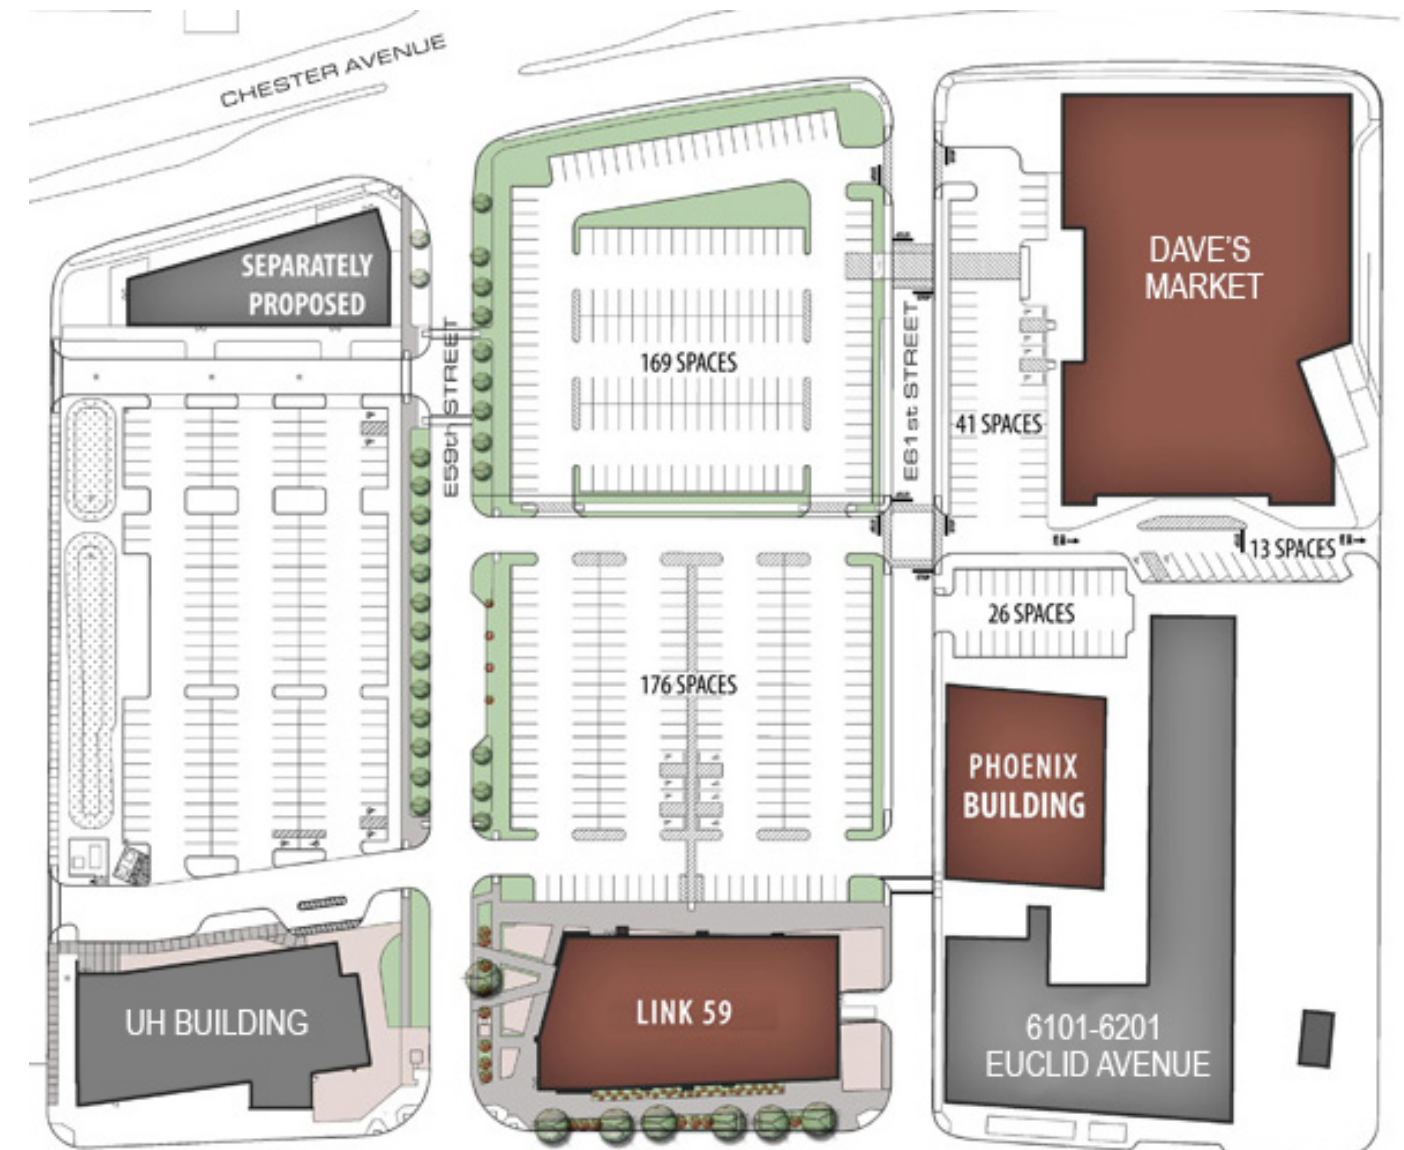 CHESTER AVENUE
SEPARATELY
PROPOSED
E59th STREET
169 SPACES
E61st STREET
41 SPACES
DAVE'S
MARKET
13 SPACES
26 SPACES
176 SPACES
PHOENIX
BUILDING
UH BUILDING
LINK 59
6101-6201
EUCLID AVENUE